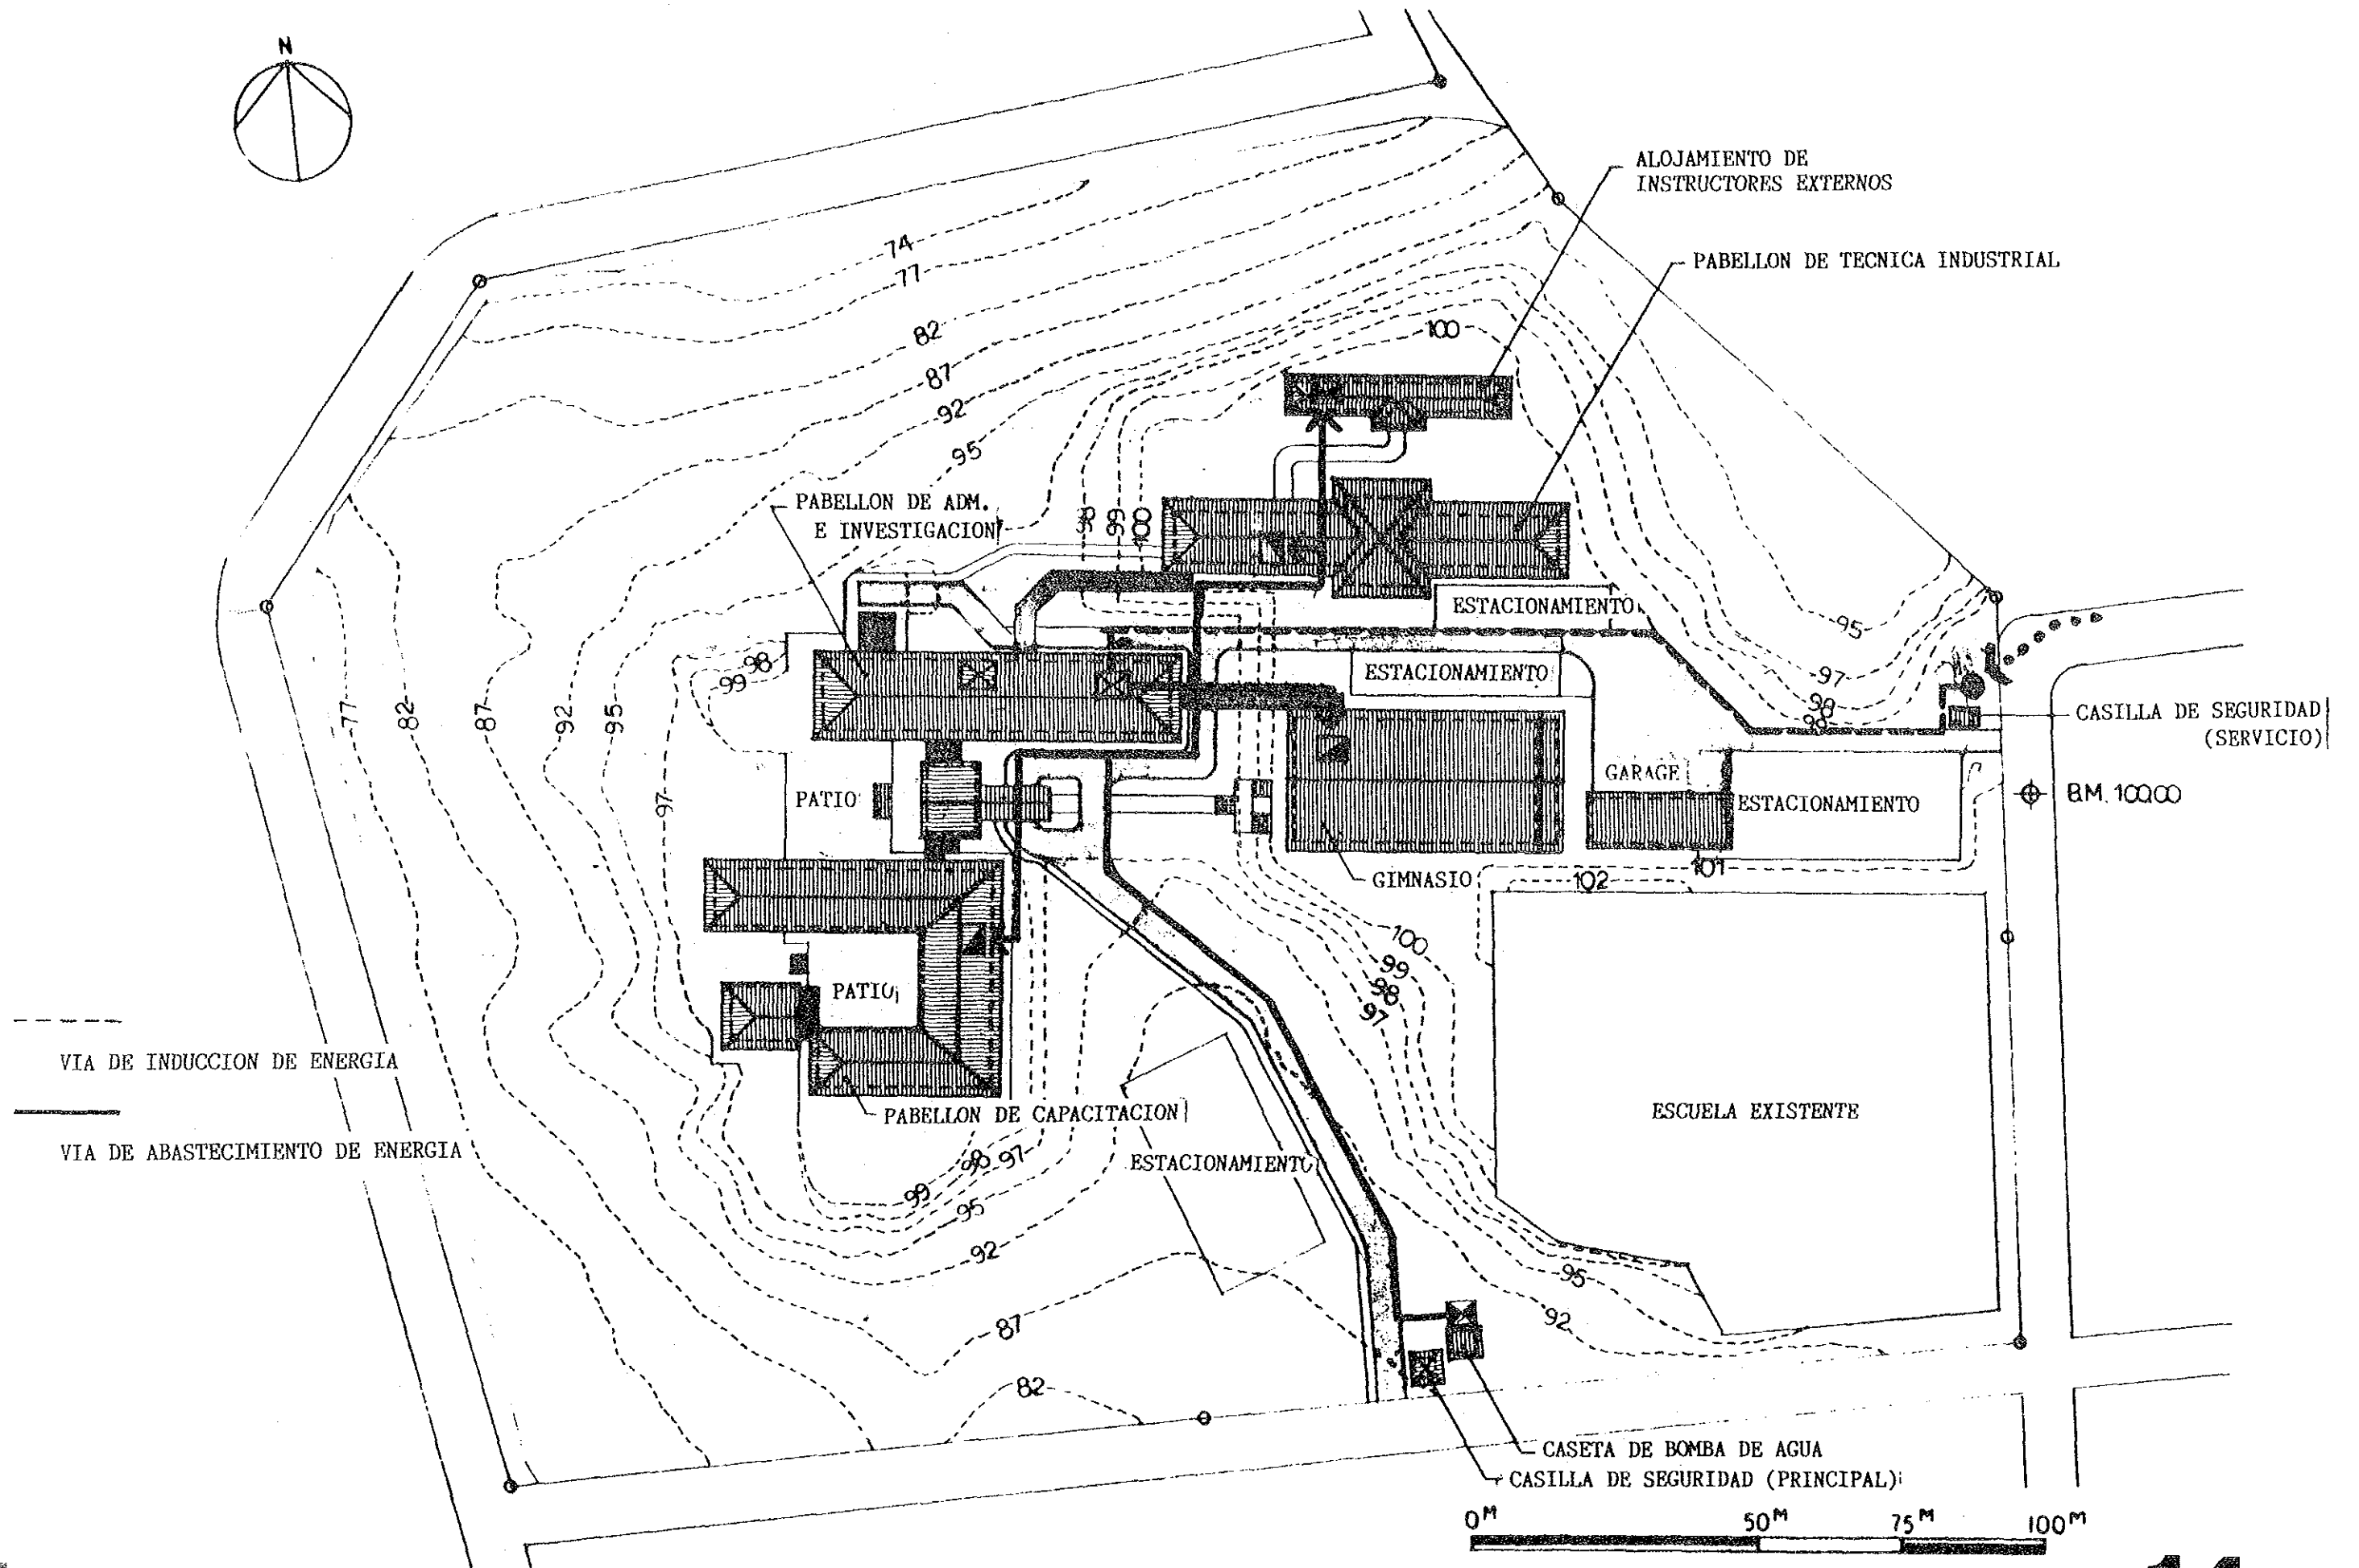 N
ALOJAMIENTO DE
INSTRUCTORES EXTERNOS
PABELLON DE TECNICA INDUSTRIAL
74
77
82
87
92
95
100
PABELLON DE ADM.
E INVESTIGACION
98
99
100
ESTACIONAMIENTO
ESTACIONAMIENTO
95
97
98
99
CASILLA DE SEGURIDAD
(SERVICIO)
98
99
77
82
87
92
95
97
PATIO
GARAGE
ESTACIONAMIENTO
B.M. 100.00
GIMNASIO
102
101
100
99
98
97
PATIO
VIA DE INDUCCION DE ENERGIA
VIA DE ABASTECIMIENTO DE ENERGIA
PABELLON DE CAPACITACION
ESCUELA EXISTENTE
ESTACIONAMIENTO
98
97
99
95
92
95
92
87
82
CASETA DE BOMBA DE AGUA
CASILLA DE SEGURIDAD (PRINCIPAL)
0M
50M
75M
100M